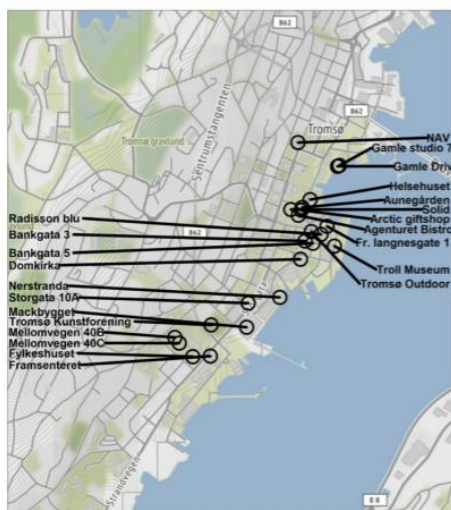 862
862
Tromsø
NAV
Gamle studio 7
Tromsø gravlund
Sentrumstangenten
Gamle Driv
Helsehuset
Aunegården
Solid
Arctic giftshop
Radisson blu
Agenturet Bistro
Bankgata 3
862
Fr. langnesgate 1
Bankgata 5
Troll Museum
Domkirka
Tromsø Outdoor
Nerstranda
Storgata 10A
Mackbygget
Tromsø Kunstforening
Mellomvegen 40B
Mellomvegen 40C
Fylkeshuset
Framsenteret
Strandvegen
E 8